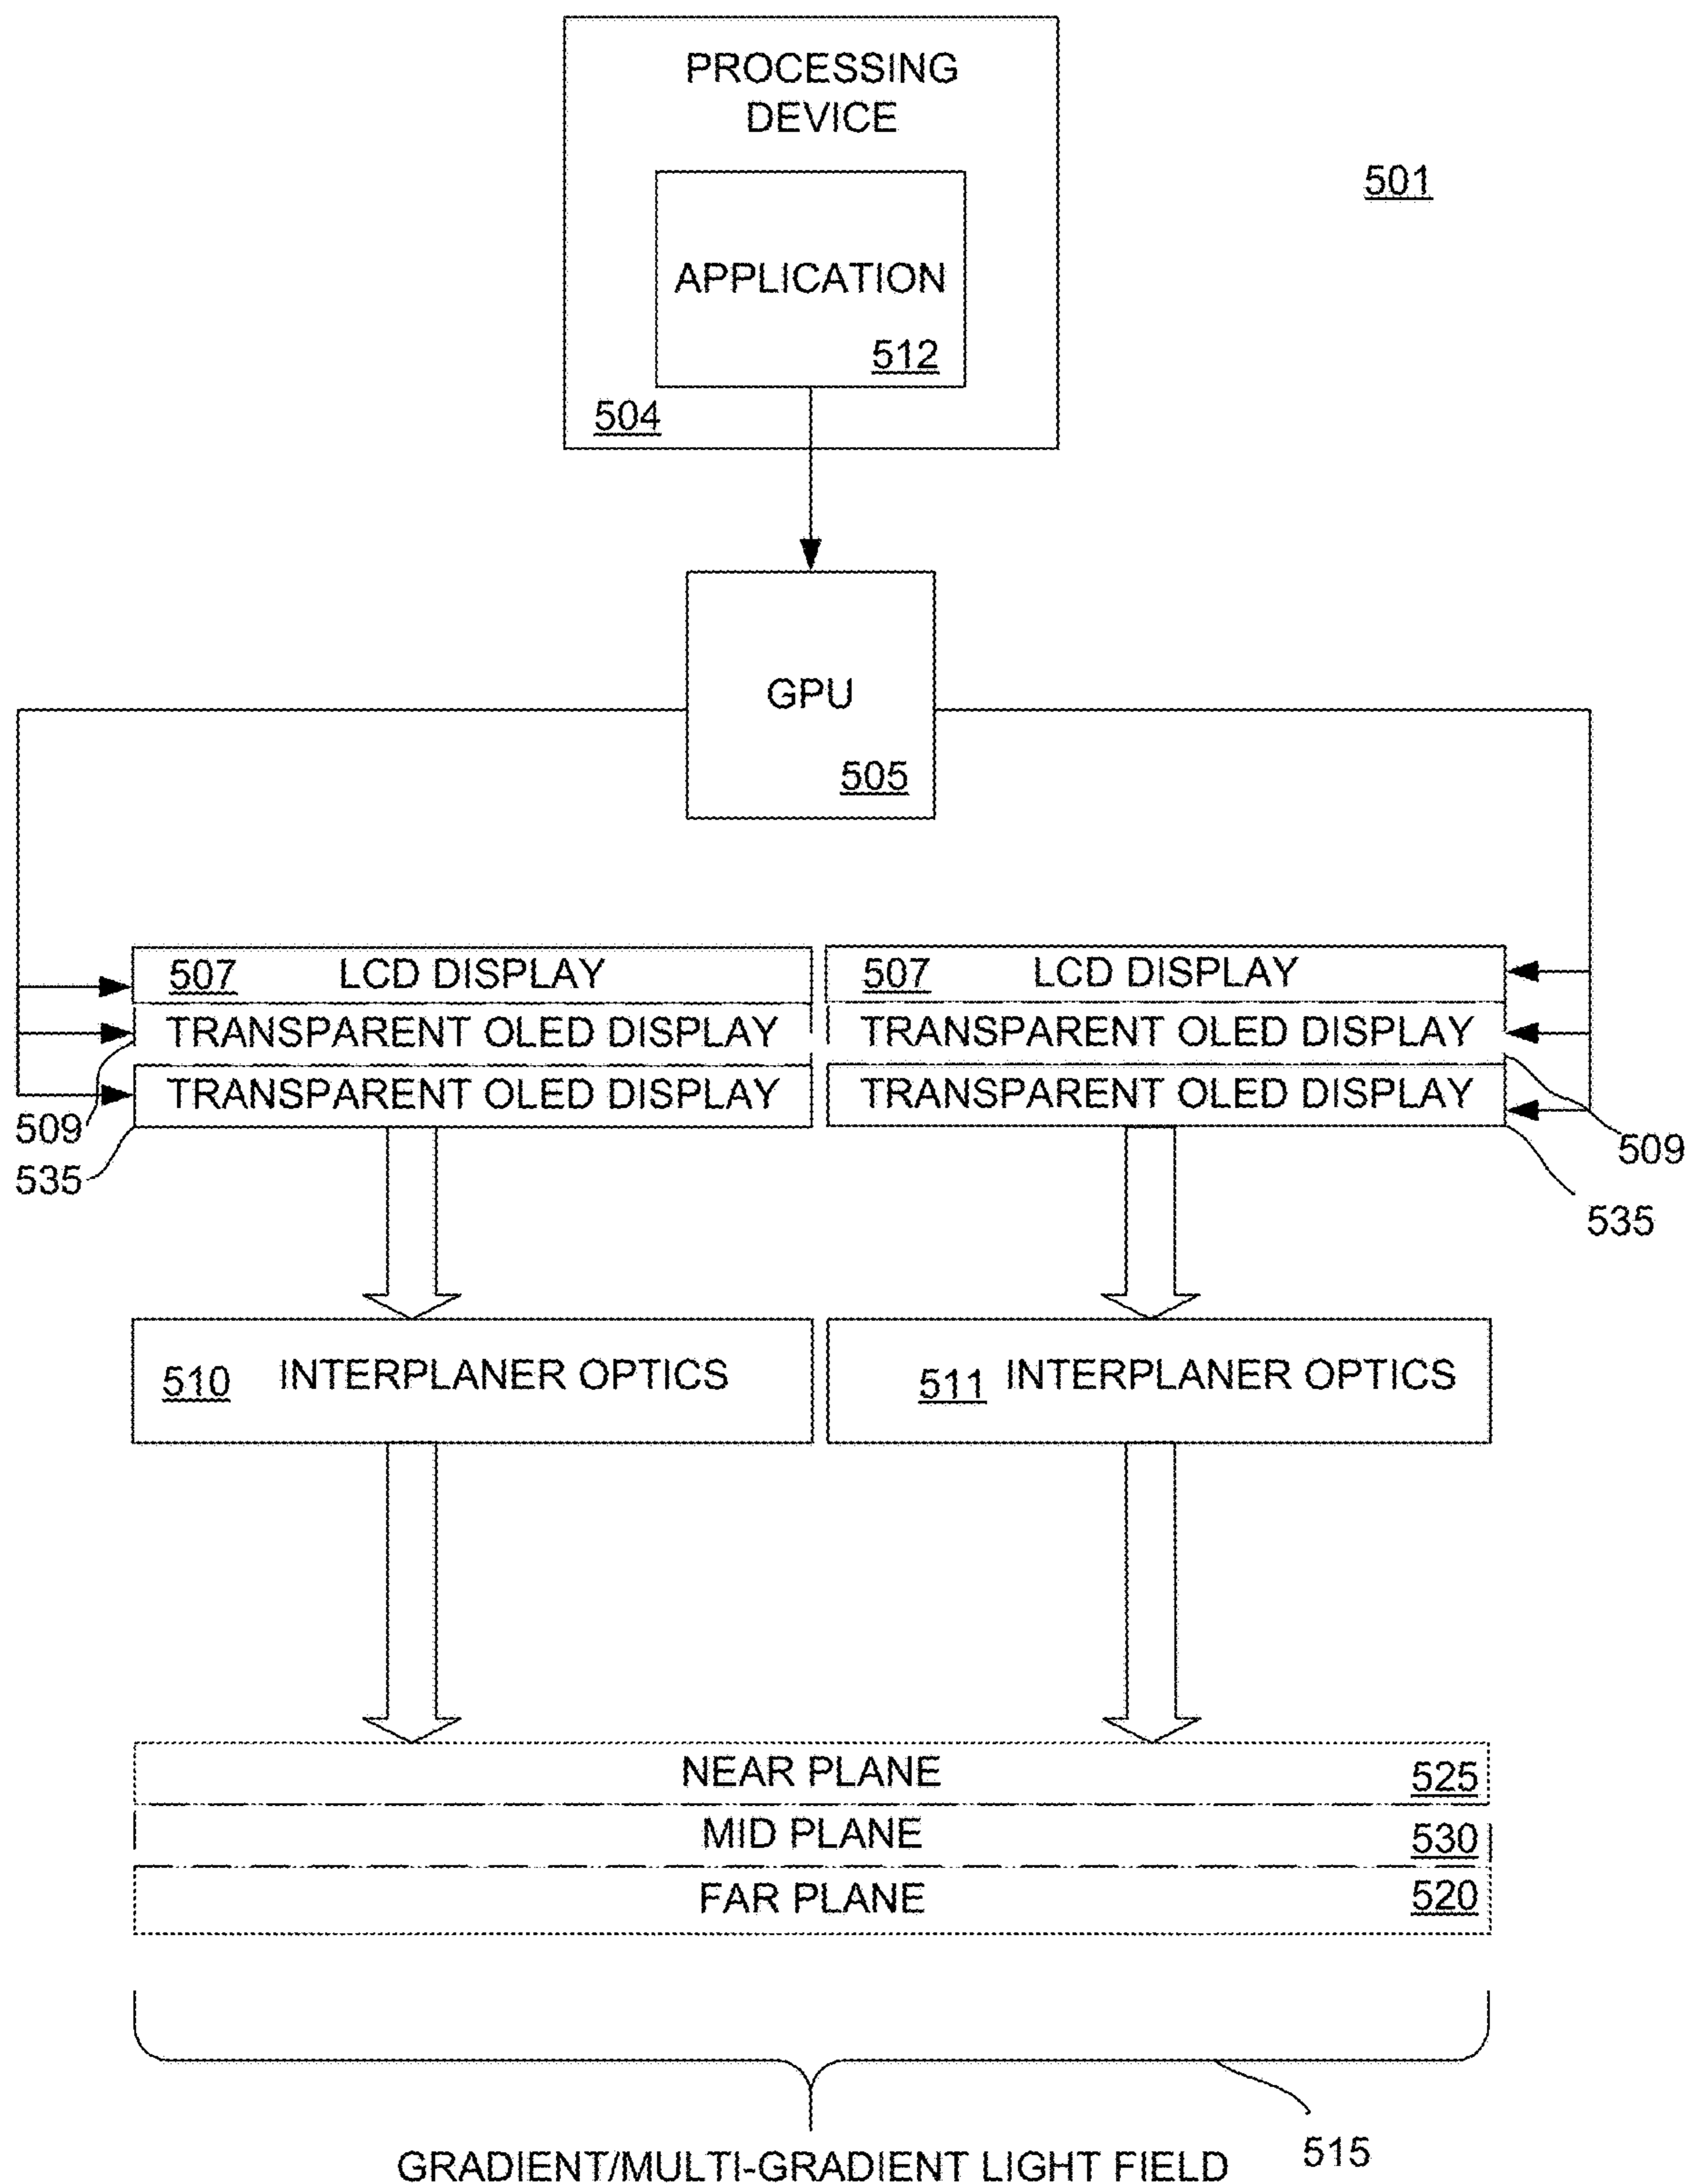 PROCESSING
DEVICE
501
APPLICATION
512
504
GPU
505
507 LCD DISPLAY
507 LCD DISPLAY
TRANSPARENT OLED DISPLAY
TRANSPARENT OLED DISPLAY
TRANSPARENT OLED DISPLAY
TRANSPARENT OLED DISPLAY
509
509
535
535
510 INTERPLANER OPTICS
511 INTERPLANER OPTICS
NEAR PLANE 525
MID PLANE 530
FAR PLANE 520
515
GRADIENT/MULTI-GRADIENT LIGHT FIELD